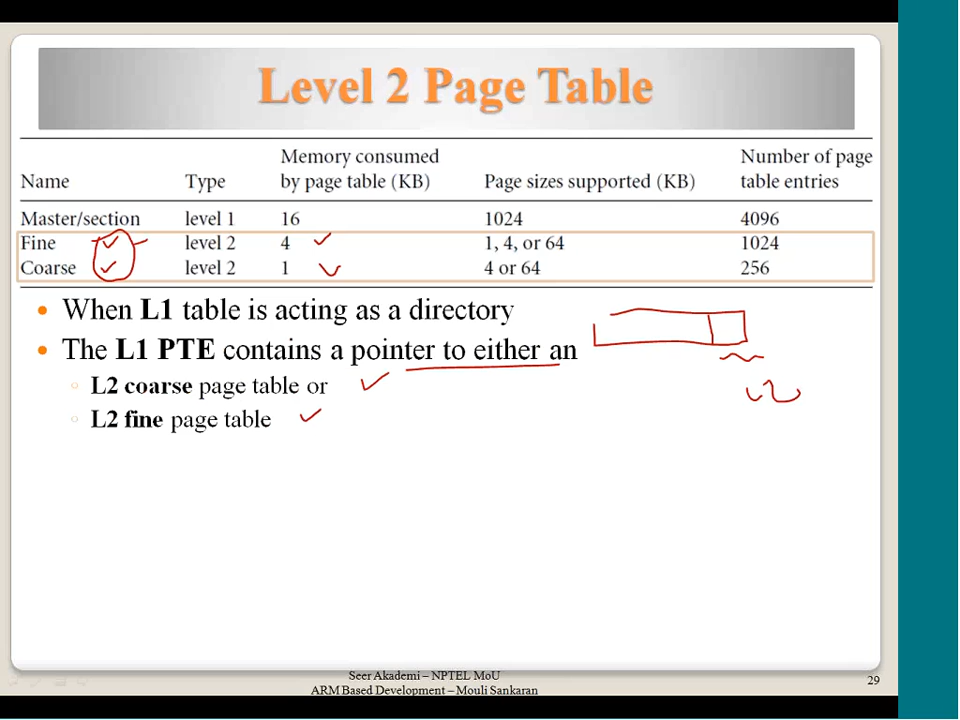 Level 2 Page Table
Memory consumed Number of page
Name Type by page table (KB) Page sizes supported (KB) table entries
Master/section level 1 16 1024 4096
Fine level 2 4 1, 4, or 64 1024
Coarse level 2 1 4 or 64 256
• When L1 table is acting as a directory
• The L1 PTE contains a pointer to either an
◦ L2 coarse page table or
◦ L2 fine page table
Seer Akademi – NPTEL MoU
ARM Based Development – Mouli Sankaran
29